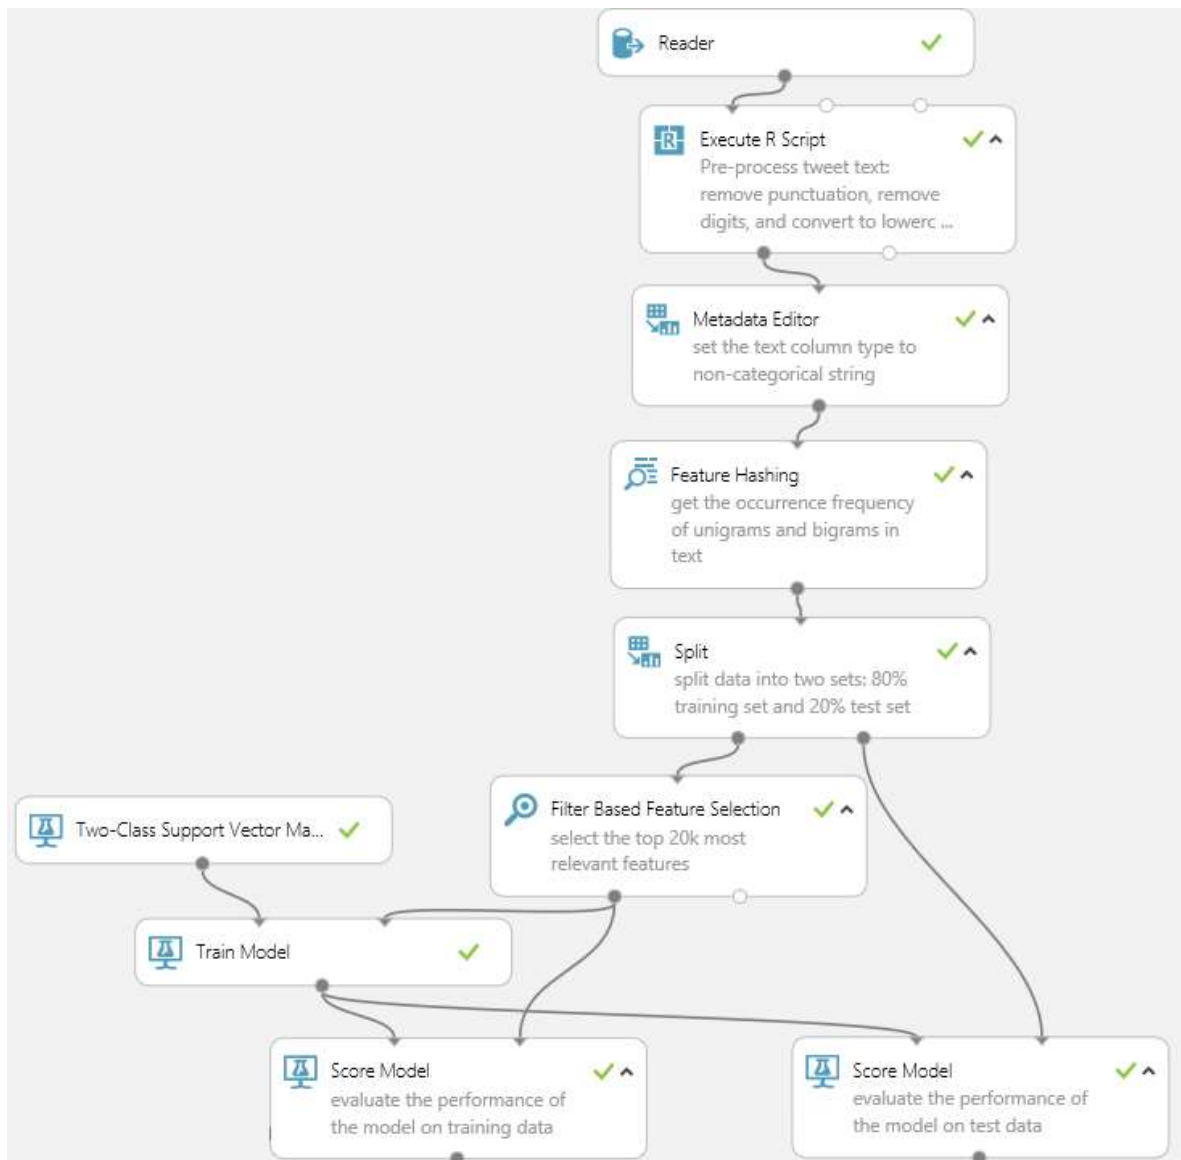 Reader
Execute R Script
Pre-process tweet text:
remove punctuation, remove
digits, and convert to lowerc ...
Metadata Editor
set the text column type to
non-categorical string
Feature Hashing
get the occurrence frequency
of unigrams and bigrams in
text
Split
split data into two sets: 80%
training set and 20% test set
Filter Based Feature Selection
select the top 20k most
relevant features
Two-Class Support Vector Ma...
Train Model
Score Model
evaluate the performance of
the model on training data
Score Model
evaluate the performance of
the model on test data